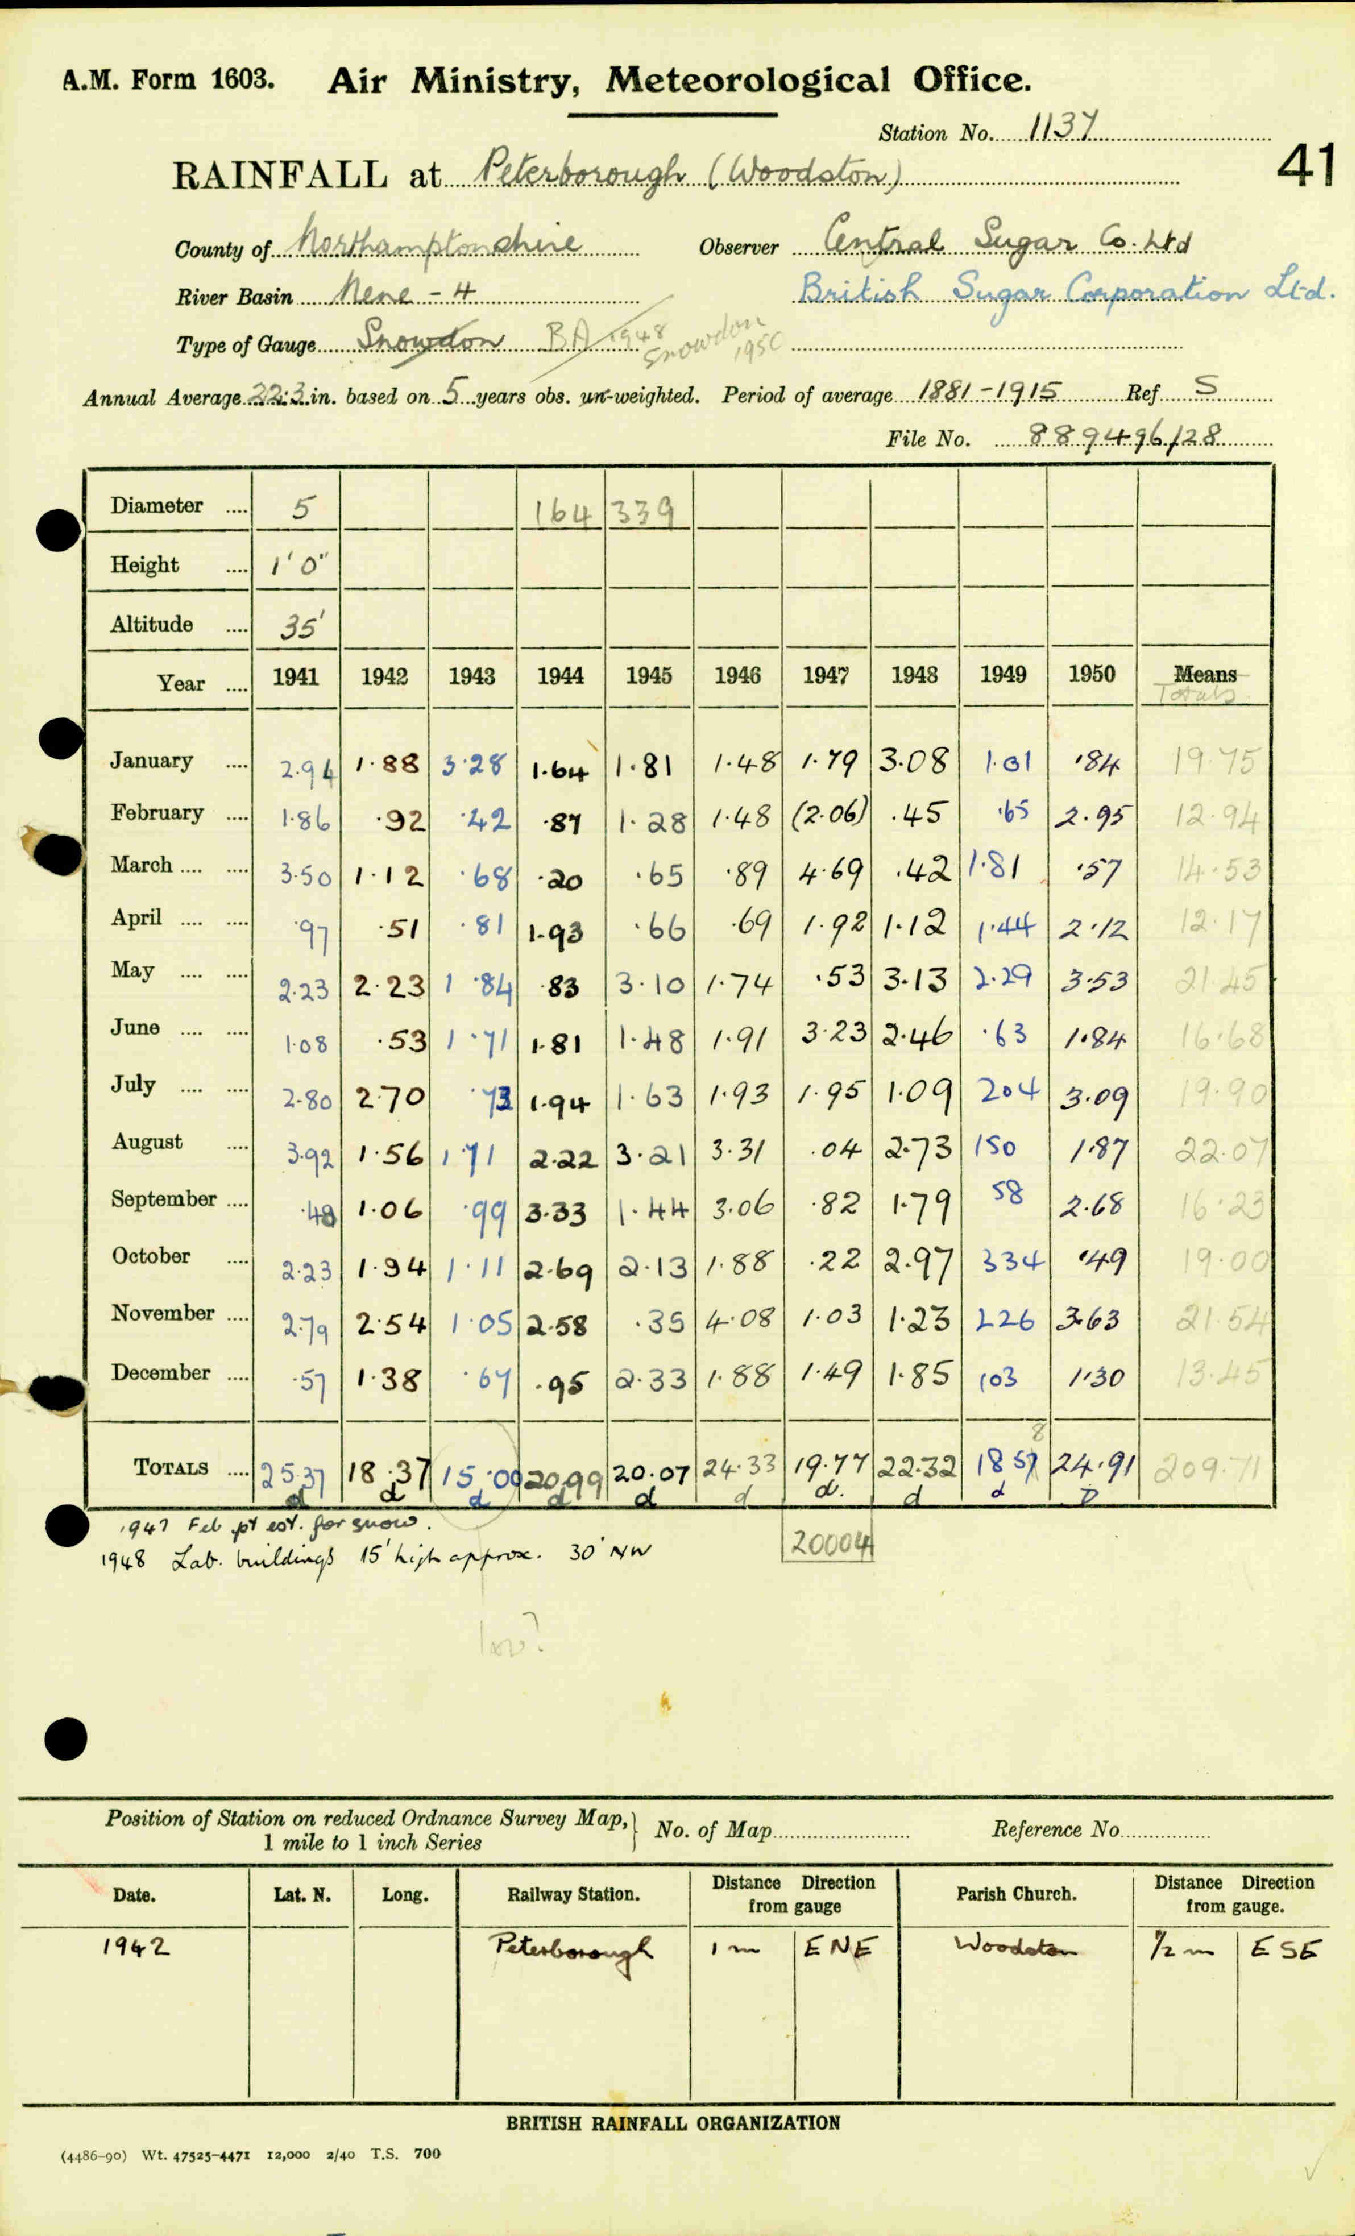 A.M. Form 1603. Air Ministry, Meteorological Office.
Station No. 1137
41
RAINFALL at Peterborough (Woodston)
County of Northamptonshire Observer Central Sugar Co. Ltd
River Basin Nene - 4 British Sugar Corporation Ltd.
Type of Gauge Snowdon BA 1948 Snowdon 1950
Annual Average 22.3 in. based on 5 years obs. un-weighted. Period of average 1881-1915 Ref. S
File No. 889496/28
Diameter .... 5 164 339
Height .... 1' 0"
Altitude .... 35'
Year .... 1941 1942 1943 1944 1945 1946 1947 1948 1949 1950 Means Totals
January .... 2.94 1.88 3.28 1.64 1.81 1.48 1.79 3.08 1.01 .84 19.75
February .... 1.86 .92 .42 .87 1.28 1.48 (2.06) .45 .65 2.95 12.94
March .... .... 3.50 1.12 .68 .20 .65 .89 4.69 .42 1.81 .57 14.53
April .... .... .97 .51 .81 1.93 .66 .69 1.92 1.12 1.44 2.12 12.17
May .... .... 2.23 2.23 1.84 .83 3.10 1.74 .53 3.13 2.29 3.53 21.45
June .... .... 1.08 .53 1.71 1.81 1.48 1.91 3.23 2.46 .63 1.84 16.68
July .... .... 2.80 2.70 .73 1.94 1.63 1.93 1.95 1.09 204 3.09 19.90
August .... 3.92 1.56 1.71 2.22 3.21 3.31 .04 2.73 150 1.87 22.07
September .... .48 1.06 .99 3.33 1.44 3.06 .82 1.79 58 2.68 16.23
October .... 2.23 1.94 1.11 2.69 2.13 1.88 .22 2.97 334 .49 19.00
November .... 2.79 2.54 1.05 2.58 .35 4.08 1.03 1.23 226 3.63 21.54
December .... .57 1.38 .67 .95 2.33 1.88 1.49 1.85 103 1.30 13.45
8
TOTALS .... 25.37 18.37 15.00 20.99 20.07 24.33 19.77 22.32 18 57 24.91 209.71
d d d d d d d. d d D
1947 Feb pt est. for snow.
1948 Lab. buildings 15' high approx. 30' NW
20004
low?
Position of Station on reduced Ordnance Survey Map, 1 mile to 1 inch Series } No. of Map Reference No.
Date. Lat. N. Long. Railway Station. Distance Direction from gauge Parish Church. Distance Direction from gauge.
1942 Peterborough 1 m ENE Woodston 1/2 m ESE
BRITISH RAINFALL ORGANIZATION
(4486-90) Wt. 47525-4471 12,000 2/40 T.S. 700